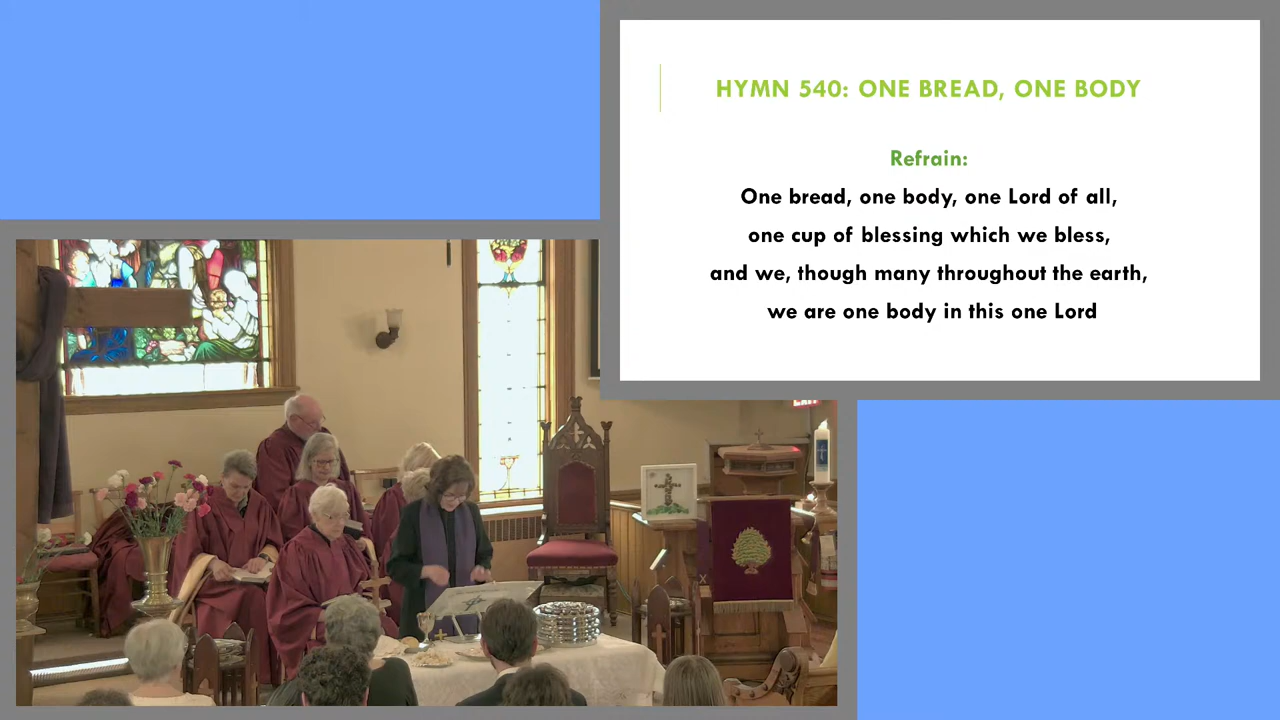 HYMN 540: ONE BREAD, ONE BODY
Refrain:
One bread, one body, one Lord of all,
one cup of blessing which we bless,
and we, though many throughout the earth,
we are one body in this one Lord
EXIT